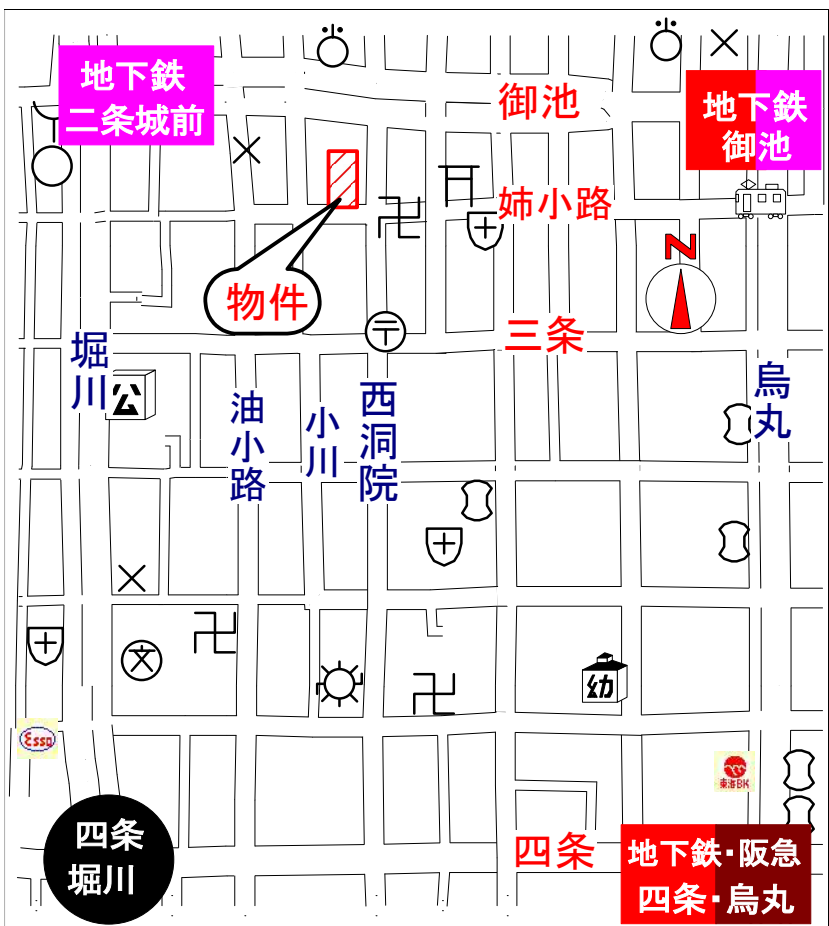 地下鉄
二条城前
御池
地下鉄
御池
姉小路
N
物件
〒
三条
堀川
公
油小路
小川
西洞院
烏丸
文
幼
Esso
東海BK
四条
堀川
四条
地下鉄・阪急
四条・烏丸